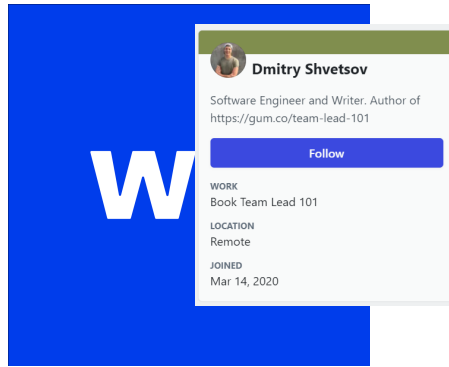 W
Dmitry Shvetsov
Software Engineer and Writer. Author of
https://gum.co/team-lead-101
Follow
WORK
Book Team Lead 101
LOCATION
Remote
JOINED
Mar 14, 2020